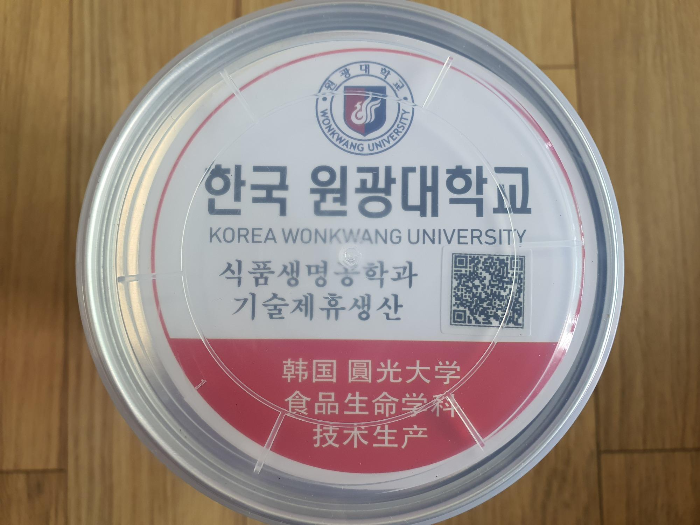 원광대학교
WONKWANG UNIVERSITY
한국 원광대학교
KOREA WONKWANG UNIVERSITY
식품생명공학과
기술제휴생산
韩国 圓光大学
食品生命学科
技术生产